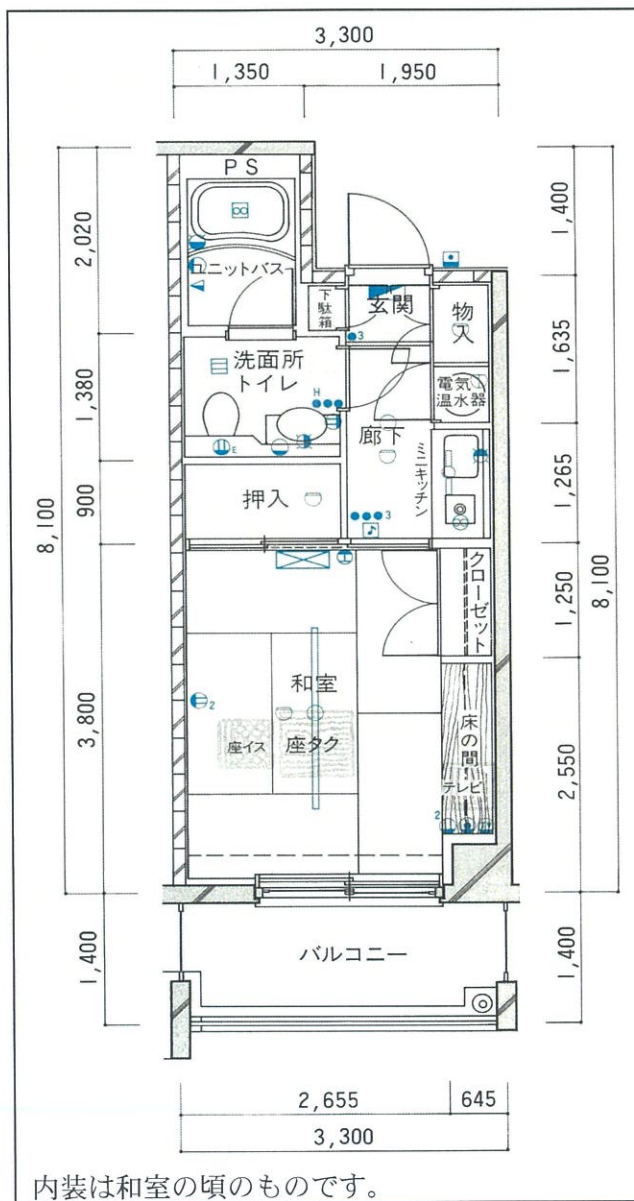 3,300
1,350
1,950
PS
2,020
1,380
900
3,800
8,100
1,400
ユニットバス
下駄箱
玄関
物入
洗面所
トイレ
電気
温水器
H
3
E
廊下
ミニキッチン
押入
3
クローゼット
和室
2
座イス
座タク
床の間
テレビ
2
1,400
1,635
1,265
1,250
2,550
8,100
1,400
バルコニー
2,655
645
3,300
内装は和室の頃のものです。